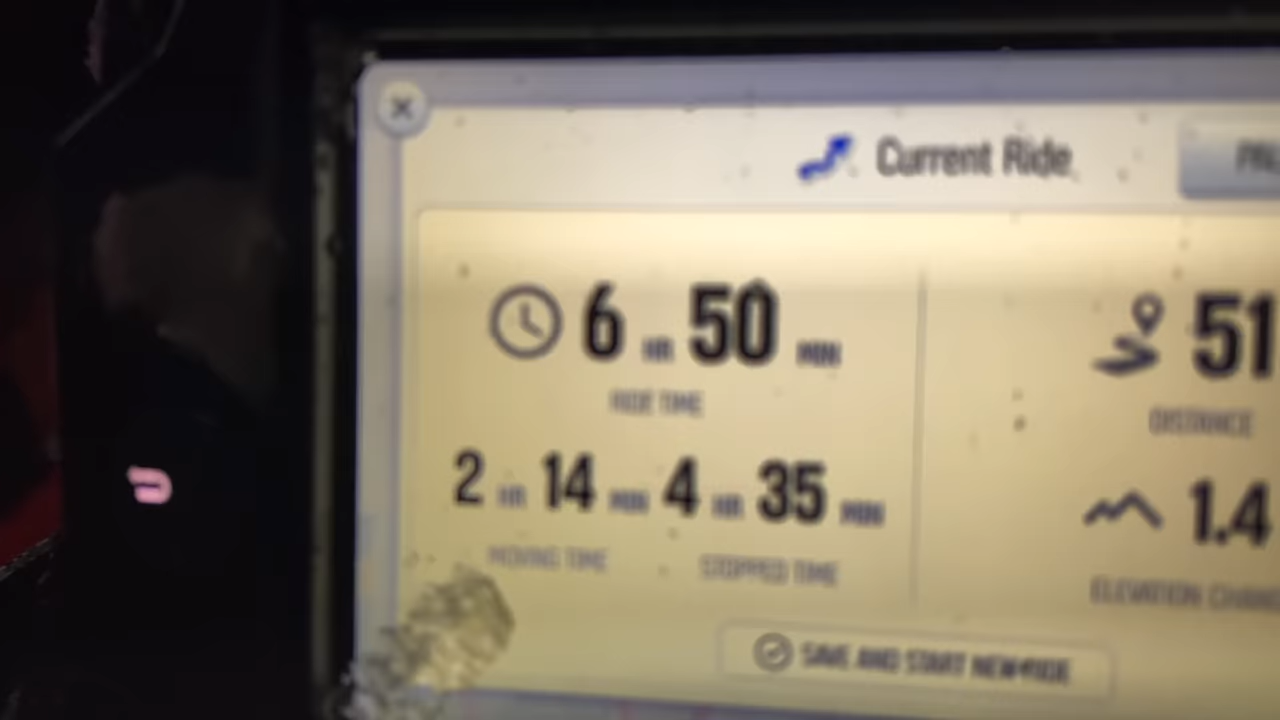 Current Ride
6 HR 50 MIN
51
RIDE TIME
DISTANCE
2 HR 14 MIN 4 HR 35 MIN
1.4
MOVING TIME STOPPED TIME
ELEVATION
SAVE AND START NEW RIDE